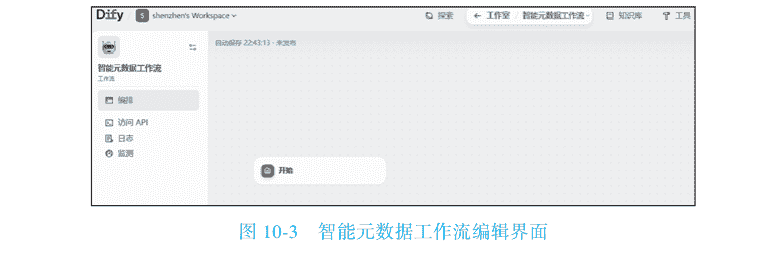 Dify / S shenzhen's Workspace 探索 ← 工作室 / 智能元数据工作流 知识库 工具
自动保存 22:43:13 · 未发布
智能元数据工作流
工作流
编排
访问 API
日志
监测
开始
图 10-3 智能元数据工作流编辑界面